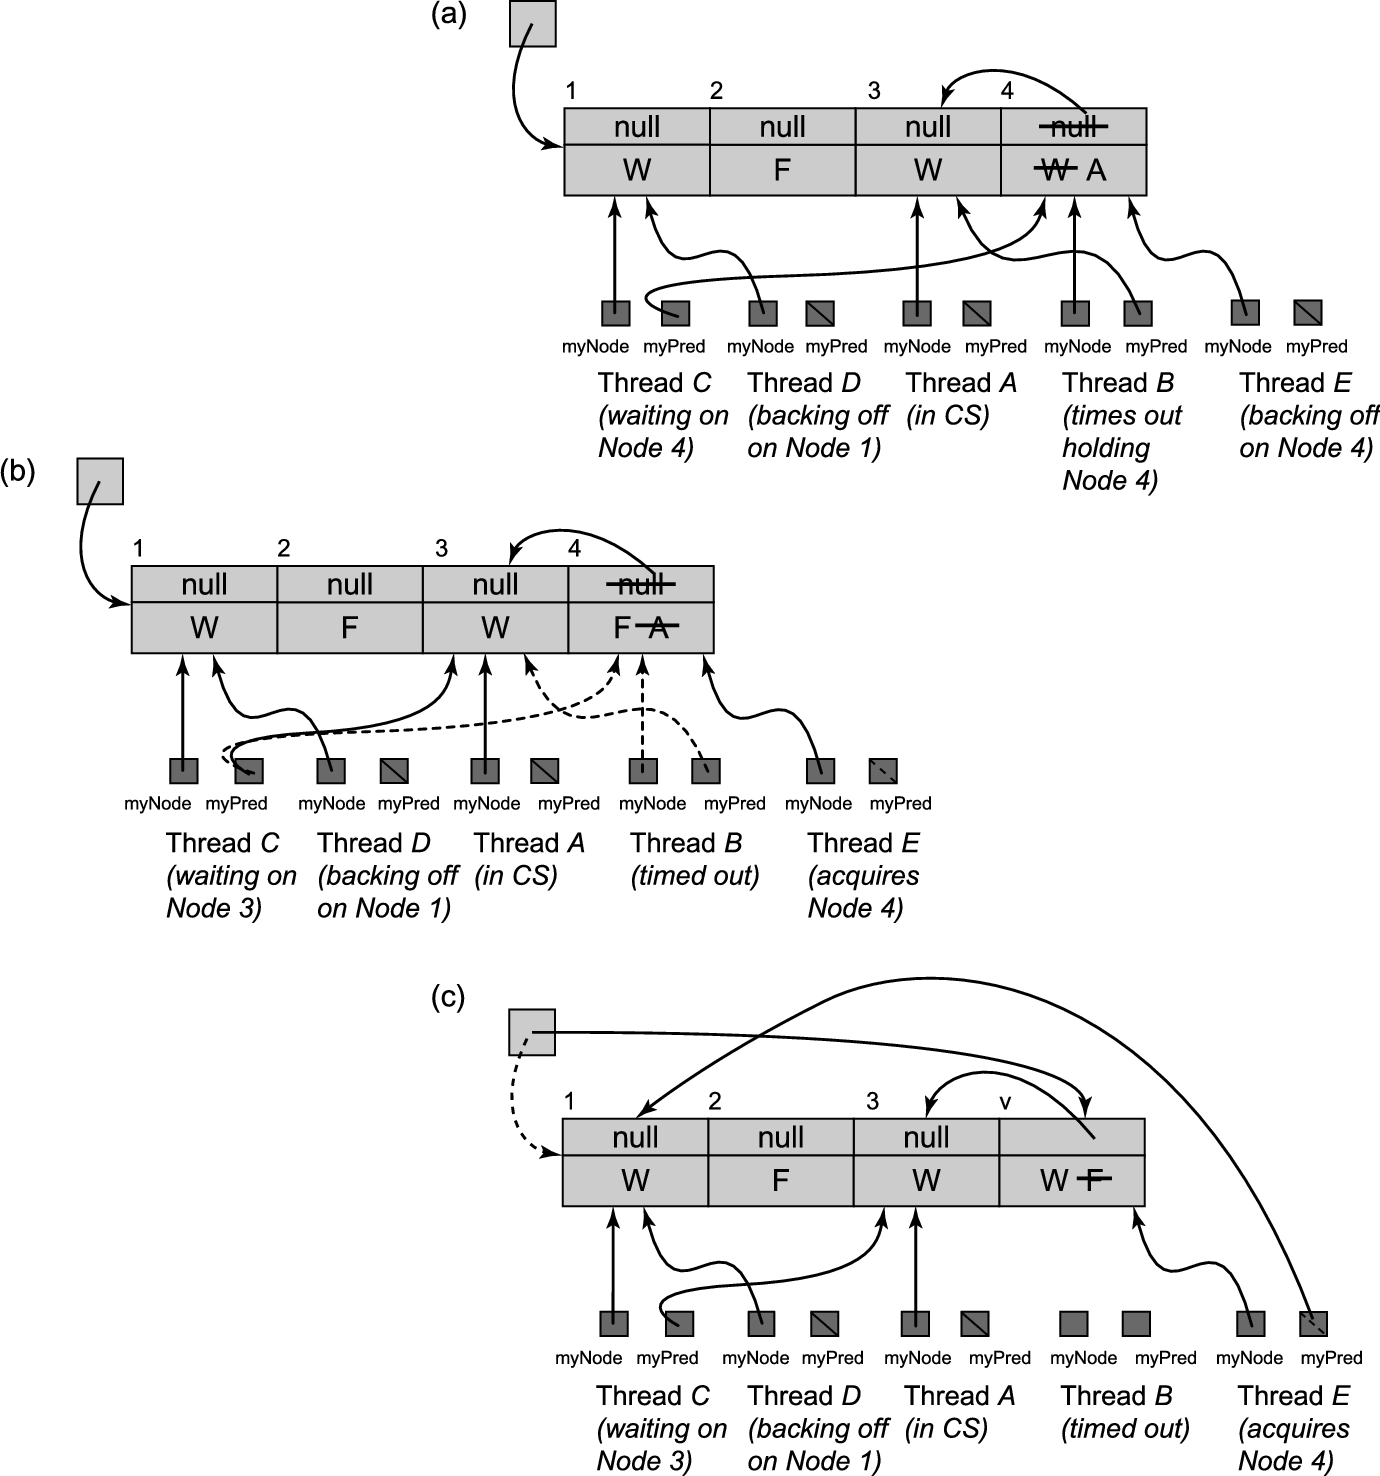 (a)
1 2 3 4
null null null null
W F W W A
myNode myPred myNode myPred myNode myPred myNode myPred myNode myPred
Thread C Thread D Thread A Thread B Thread E
(waiting on (backing off (in CS) (times out (backing off
Node 4) on Node 1) holding on Node 4)
Node 4)
(b)
1 2 3 4
null null null null
W F W F A
myNode myPred myNode myPred myNode myPred myNode myPred myNode myPred
Thread C Thread D Thread A Thread B Thread E
(waiting on (backing off (in CS) (timed out) (acquires
Node 3) on Node 1) Node 4)
(c)
1 2 3 v
null null null
W F W W F
myNode myPred myNode myPred myNode myPred myNode myPred myNode myPred
Thread C Thread D Thread A Thread B Thread E
(waiting on (backing off (in CS) (timed out) (acquires
Node 3) on Node 1) Node 4)